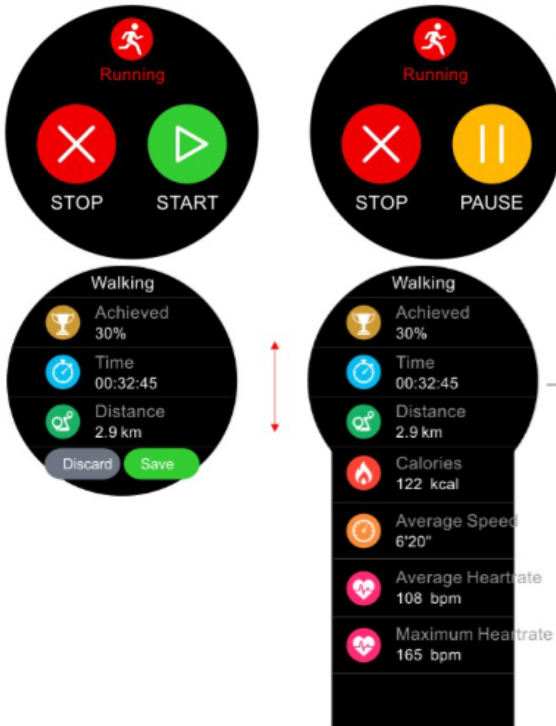 Running
STOP
START
Running
STOP
PAUSE
Walking
Achieved
30%
Time
00:32:45
Distance
2.9 km
Discard
Save
Walking
Achieved
30%
Time
00:32:45
Distance
2.9 km
Calories
122 kcal
Average Speed
6'20"
Average Heartrate
108 bpm
Maximum Heartrate
165 bpm